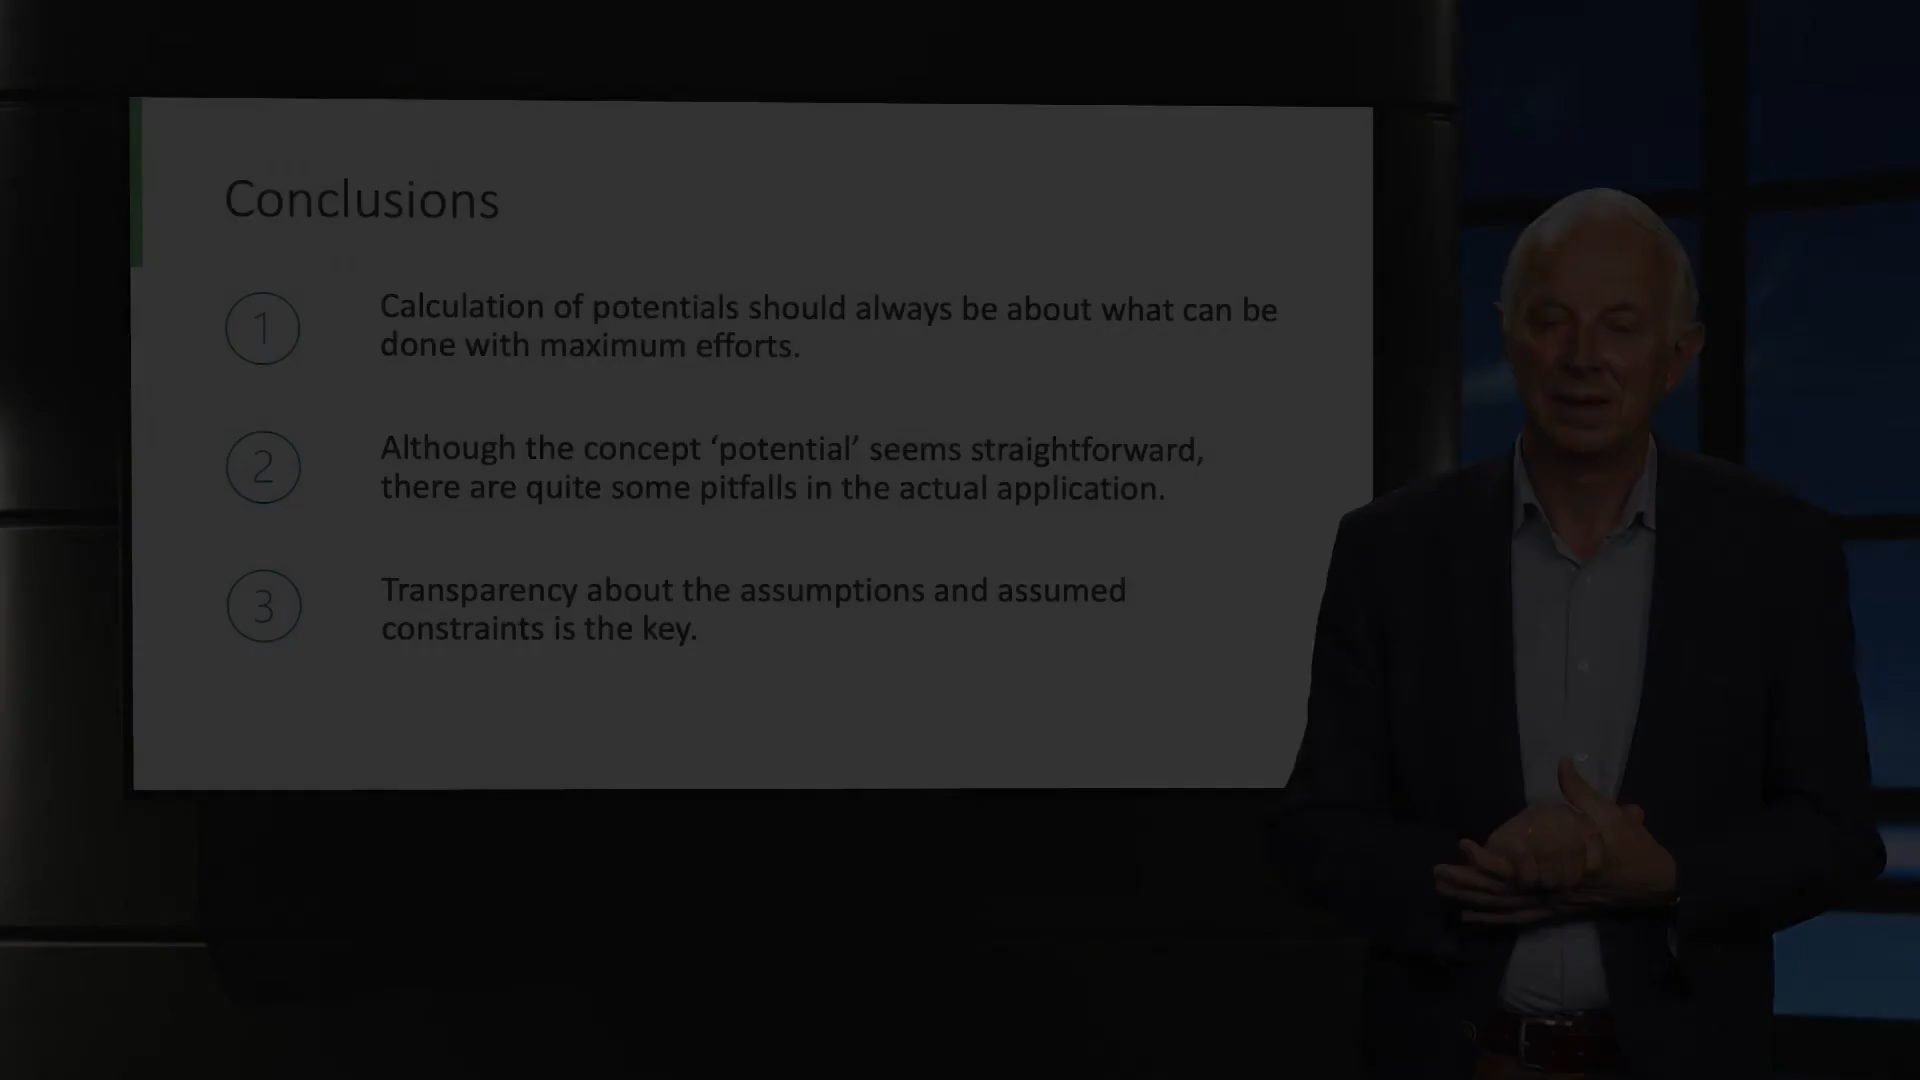 Conclusions
1
Calculation of potentials should always be about what can be
done with maximum efforts.
2
Although the concept ‘potential’ seems straightforward,
there are quite some pitfalls in the actual application.
3
Transparency about the assumptions and assumed
constraints is the key.